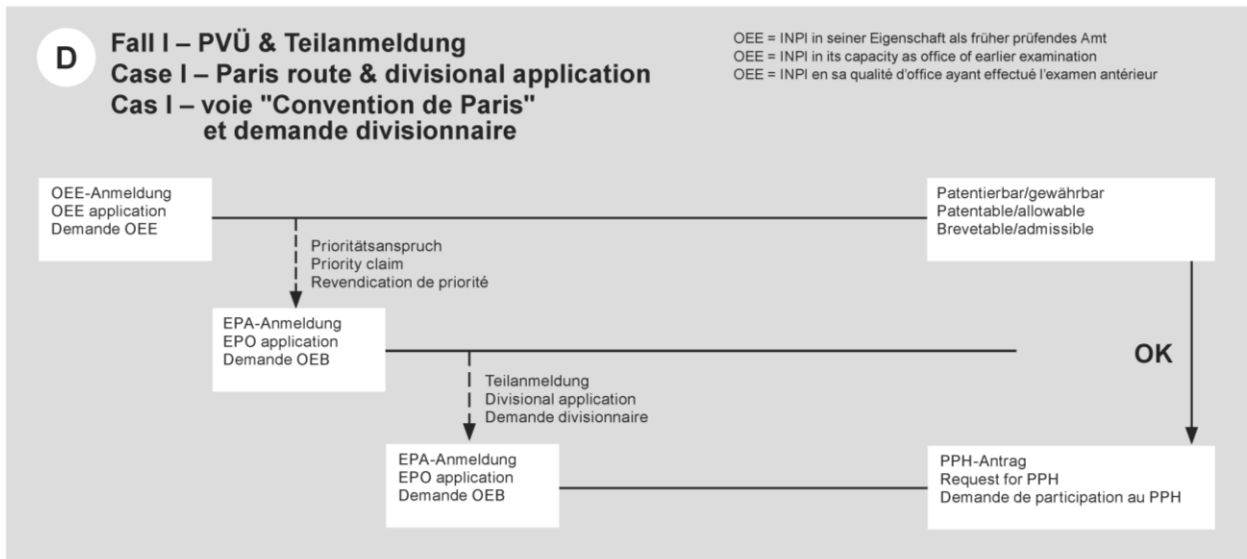 D
Fall I – PVÜ & Teilanmeldung
Case I – Paris route & divisional application
Cas I – voie "Convention de Paris"
et demande divisionnaire
OEE = INPI in seiner Eigenschaft als früher prüfendes Amt
OEE = INPI in its capacity as office of earlier examination
OEE = INPI en sa qualité d'office ayant effectué l'examen antérieur
OEE-Anmeldung
OEE application
Demande OEE
Patentierbar/gewährbar
Patentable/allowable
Brevetable/admissible
Prioritätsanspruch
Priority claim
Revendication de priorité
EPA-Anmeldung
EPO application
Demande OEB
OK
Teilanmeldung
Divisional application
Demande divisionnaire
EPA-Anmeldung
EPO application
Demande OEB
PPH-Antrag
Request for PPH
Demande de participation au PPH